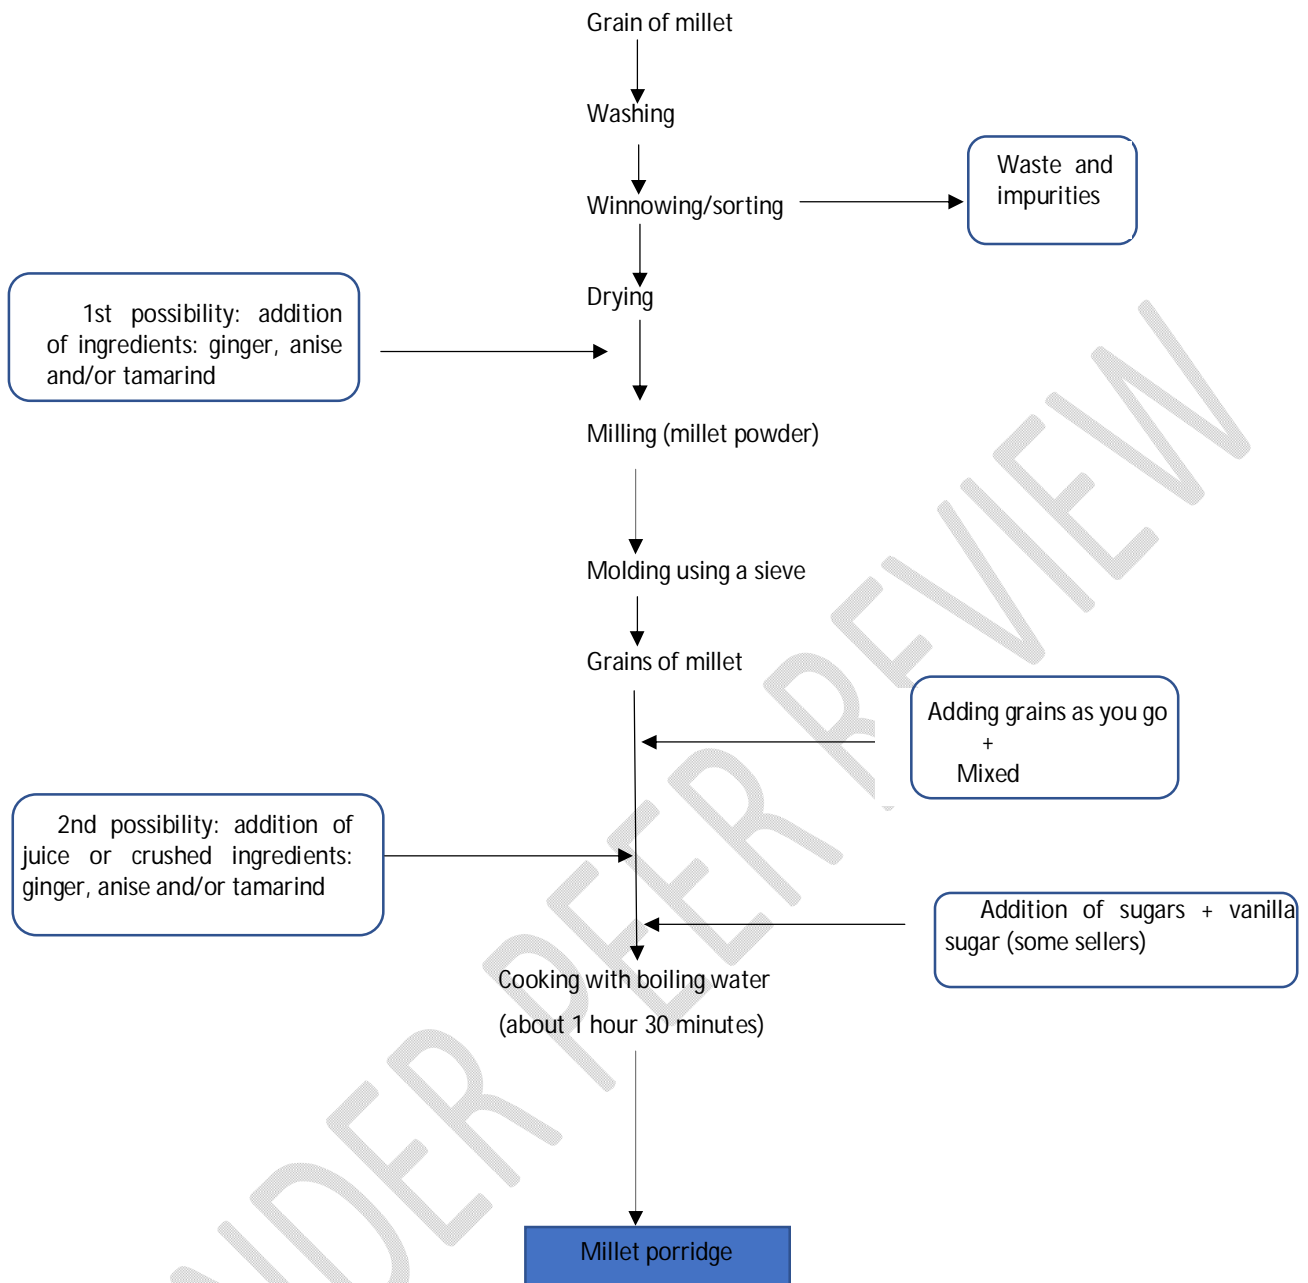 Grain of millet
Washing
Waste and
impurities
Winnowing/sorting
Drying
1st possibility: addition
of ingredients: ginger, anise
and/or tamarind
Milling (millet powder)
Molding using a sieve
Grains of millet
Adding grains as you go
+
Mixed
2nd possibility: addition of
juice or crushed ingredients:
ginger, anise and/or tamarind
Addition of sugars + vanilla
sugar (some sellers)
Cooking with boiling water
(about 1 hour 30 minutes)
Millet porridge
NDER PEER REVIEW